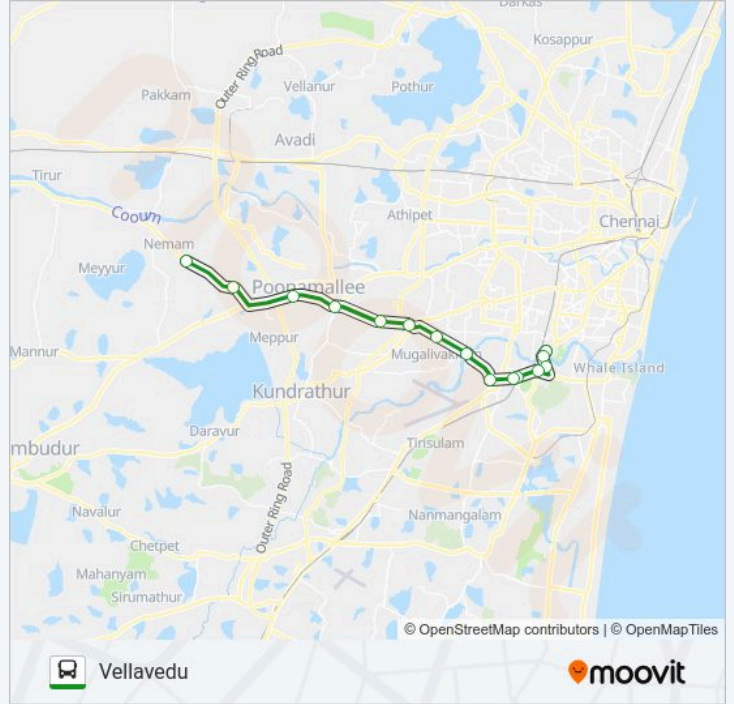 Darkas
Kosappur
Outer Ring Road
Vellanur
Pothur
Pakkam
Avadi
Tirur
Cooum
Athipet
Chennai
Nemam
Meyyur
Poonamallee
Meppur
Mannur
Mugalivakkam
Whale Island
Kundrathur
Daravur
Tirisulam
mbudur
Outer Ring Road
Navalur
Nanmangalam
Chetpet
Mahanyam
Sirumathur
© OpenStreetMap contributors | © OpenMapTiles
Vellavedu
moovit